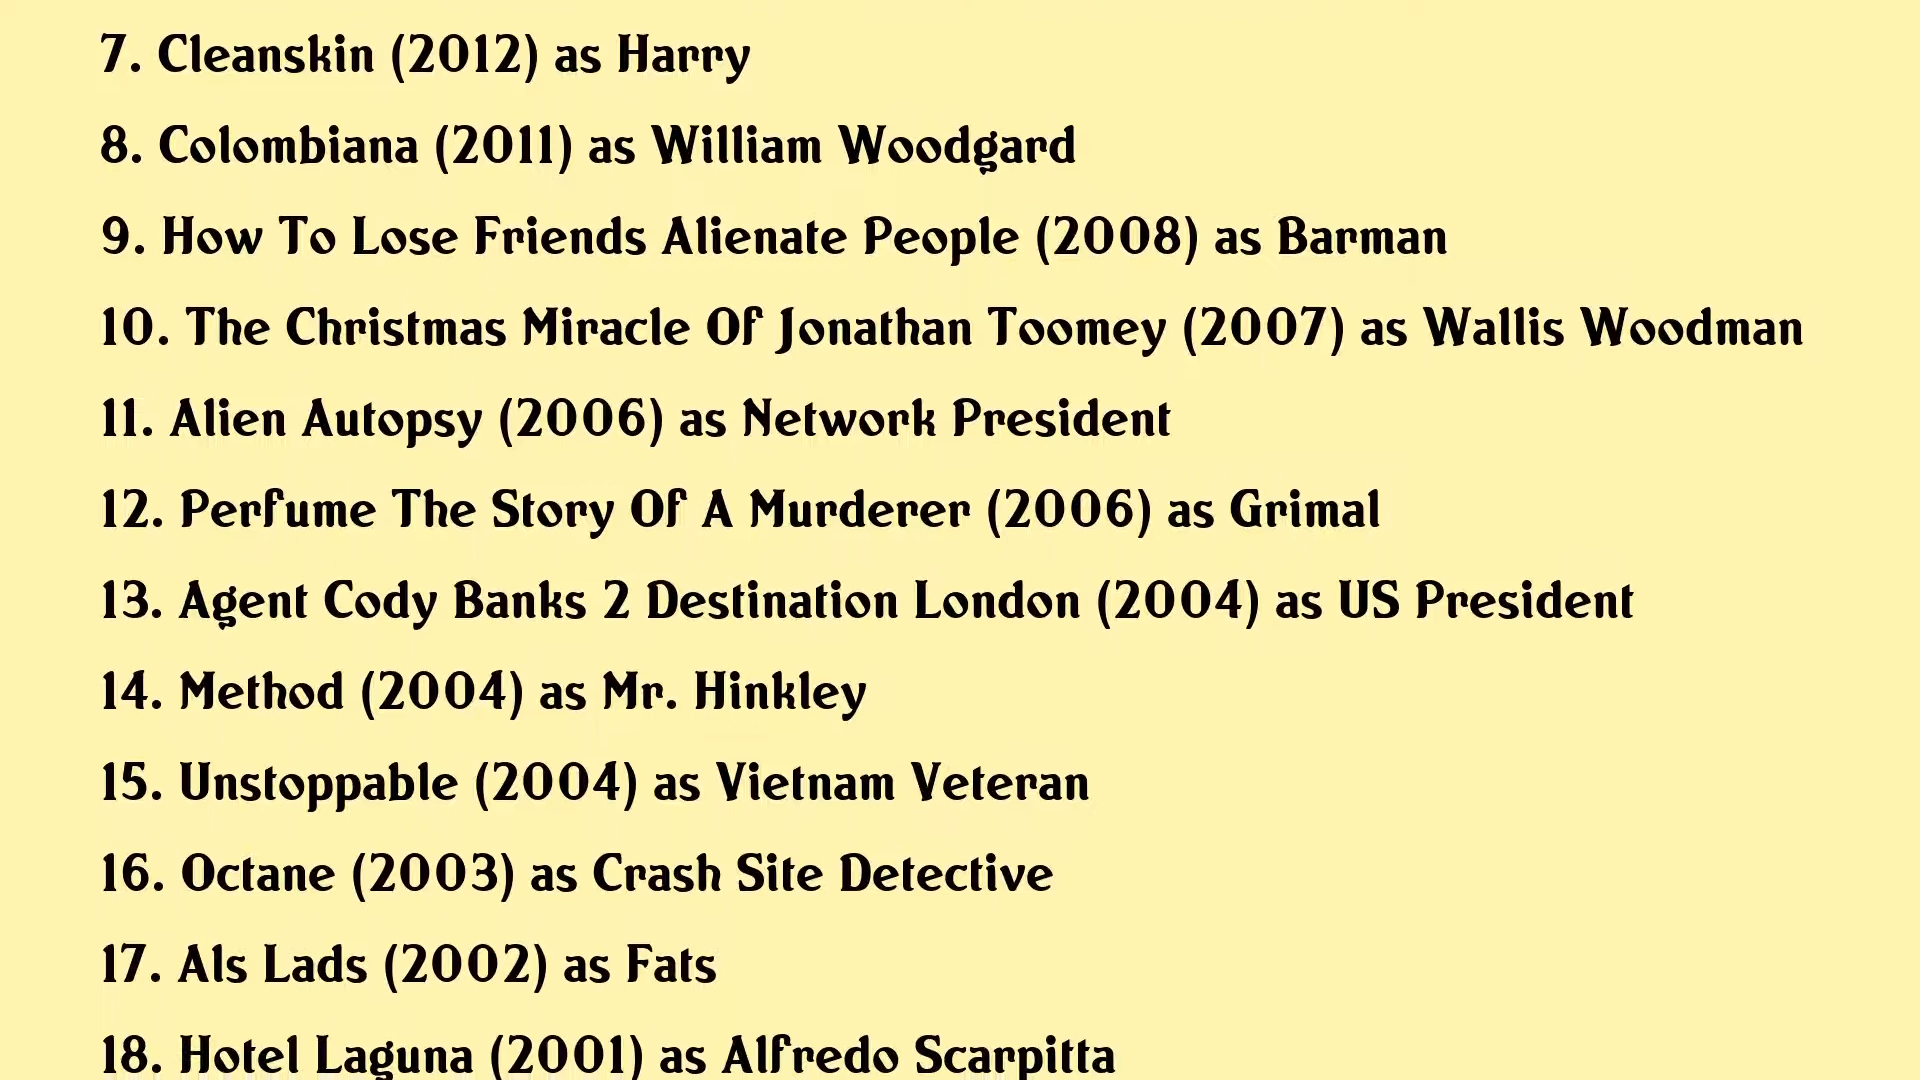 7. Cleanskin (2012) as Harry
8. Colombiana (2011) as William Woodgard
9. How To Lose Friends Alienate People (2008) as Barman
10. The Christmas Miracle Of Jonathan Toomey (2007) as Wallis Woodman
11. Alien Autopsy (2006) as Network President
12. Perfume The Story Of A Murderer (2006) as Grimal
13. Agent Cody Banks 2 Destination London (2004) as US President
14. Method (2004) as Mr. Hinkley
15. Unstoppable (2004) as Vietnam Veteran
16. Octane (2003) as Crash Site Detective
17. Als Lads (2002) as Fats
18. Hotel Laguna (2001) as Alfredo Scarpitta